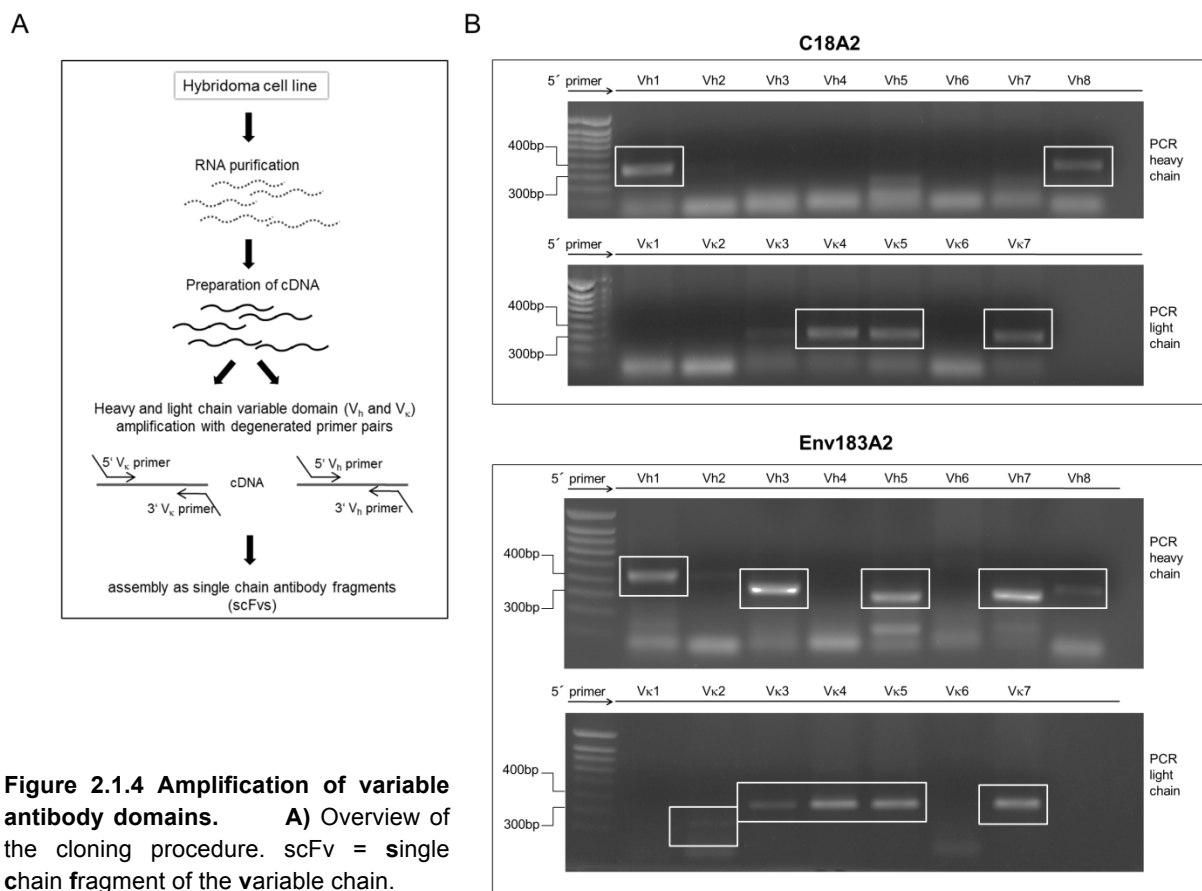 A
Hybridoma cell line
RNA purification
Preparation of cDNA
Heavy and light chain variable domain (Vh and Vκ)
amplification with degenerated primer pairs
5' Vκ primer
cDNA
3' Vκ primer
5' Vh primer
3' Vh primer
assembly as single chain antibody fragments
(scFvs)
Figure 2.1.4 Amplification of variable
antibody domains. A) Overview of
the cloning procedure. scFv = single
chain fragment of the variable chain.
B
C18A2
5´ primer Vh1 Vh2 Vh3 Vh4 Vh5 Vh6 Vh7 Vh8
400bp
300bp
PCR
heavy
chain
5´ primer Vκ1 Vκ2 Vκ3 Vκ4 Vκ5 Vκ6 Vκ7
400bp
300bp
PCR
light
chain
Env183A2
5´ primer Vh1 Vh2 Vh3 Vh4 Vh5 Vh6 Vh7 Vh8
400bp
300bp
PCR
heavy
chain
5´ primer Vκ1 Vκ2 Vκ3 Vκ4 Vκ5 Vκ6 Vκ7
400bp
300bp
PCR
light
chain